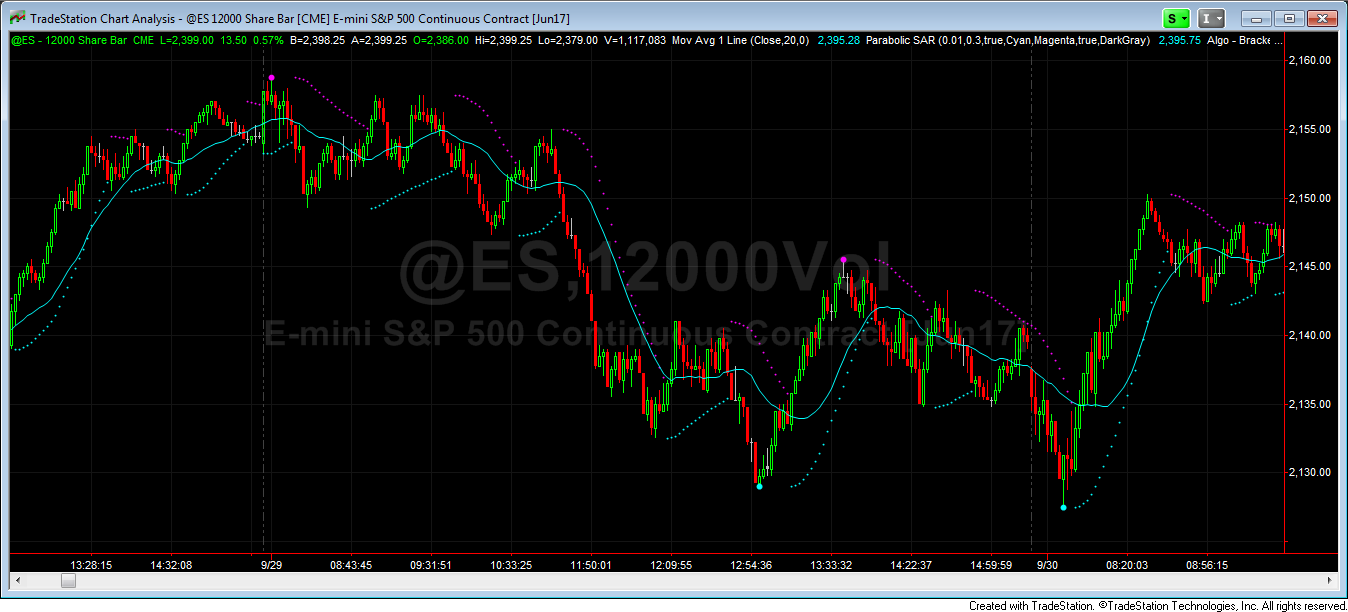 TradeStation Chart Analysis - @ES 12000 Share Bar [CME] E-mini S&P 500 Continuous Contract [Jun17]
S
I
@ES - 12000 Share Bar CME L=2,399.00 13.50 0.57% B=2,398.25 A=2,399.25 O=2,386.00 Hi=2,399.25 Lo=2,379.00 V=1,117,083 Mov Avg 1 Line (Close,20,0) 2,395.28 Parabolic SAR (0.01,0.3,true,Cyan,Magenta,true,DarkGray) 2,395.75 Algo - Bracke ...
2,160.00
2,155.00
2,150.00
@ES,12000Vol
2,145.00
E-mini S&P 500 Continuous Contract [Jun17]
2,140.00
2,135.00
2,130.00
13:28:15 14:32:08 9/29 08:43:45 09:31:51 10:33:25 11:50:01 12:09:55 12:54:36 13:33:32 14:22:37 14:59:59 9/30 08:20:03 08:56:15
Created with TradeStation. ©TradeStation Technologies, Inc. All rights reserved.